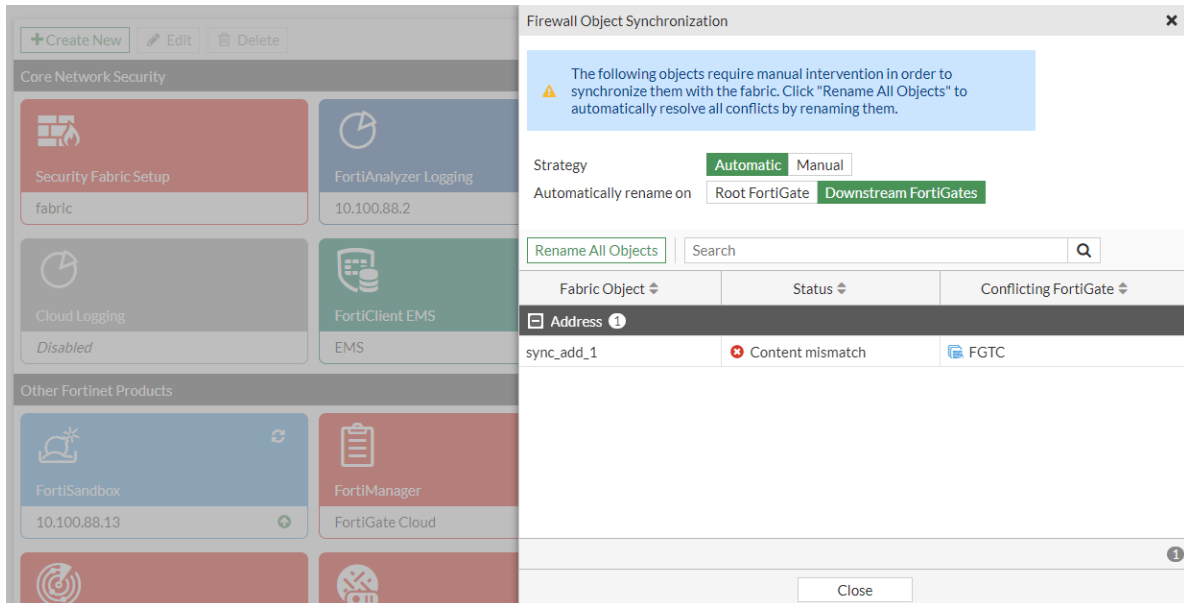 Create New
Edit
Delete
Core Network Security
Security Fabric Setup
fabric
FortiAnalyzer Logging
10.100.88.2
Cloud Logging
Disabled
FortiClient EMS
EMS
Other Fortinet Products
FortiSandbox
10.100.88.13
FortiManager
FortiGate Cloud
Firewall Object Synchronization
The following objects require manual intervention in order to
synchronize them with the fabric. Click "Rename All Objects" to
automatically resolve all conflicts by renaming them.
Strategy Automatic Manual
Automatically rename on Root FortiGate Downstream FortiGates
Rename All Objects Search
Fabric Object Status Conflicting FortiGate
Address 1
sync_add_1 Content mismatch FGTC
1
Close